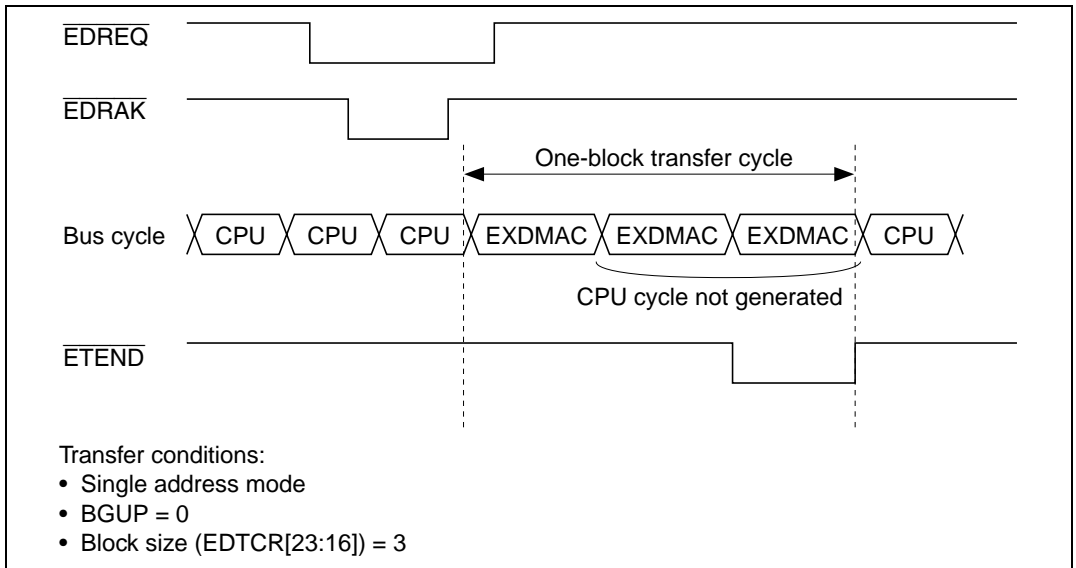 EDREQ
EDRAK
One-block transfer cycle
Bus cycle CPU CPU CPU EXDMAC EXDMAC EXDMAC CPU
CPU cycle not generated
ETEND
Transfer conditions:
• Single address mode
• BGUP = 0
• Block size (EDTCR[23:16]) = 3